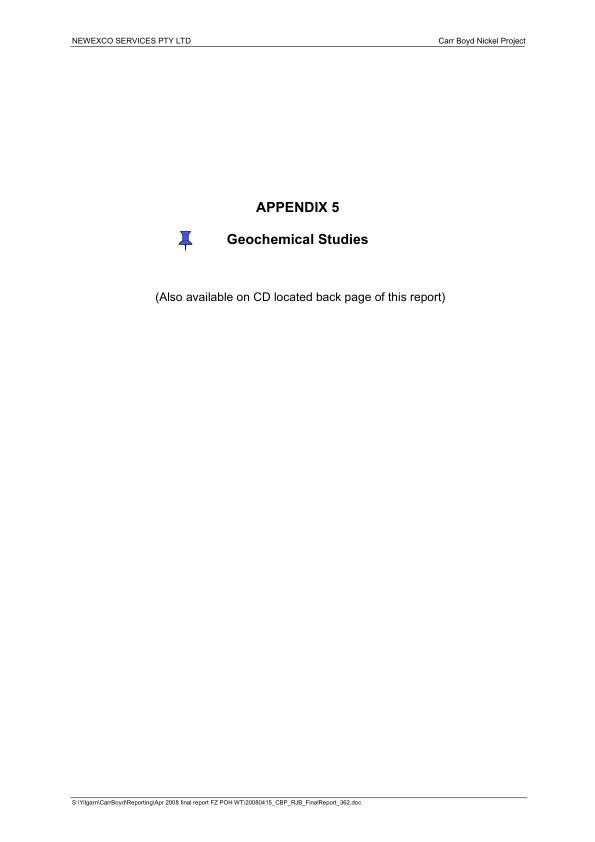 NEWEXCO SERVICES PTY LTD Carr Boyd Nickel Project
APPENDIX 5
Geochemical Studies
(Also available on CD located back page of this report)
S:\Yilgarn\CarrBoyd\Reporting\Apr 2008 final report FZ POH WT\20080415_CBP_RJB_FinalReport_362.doc